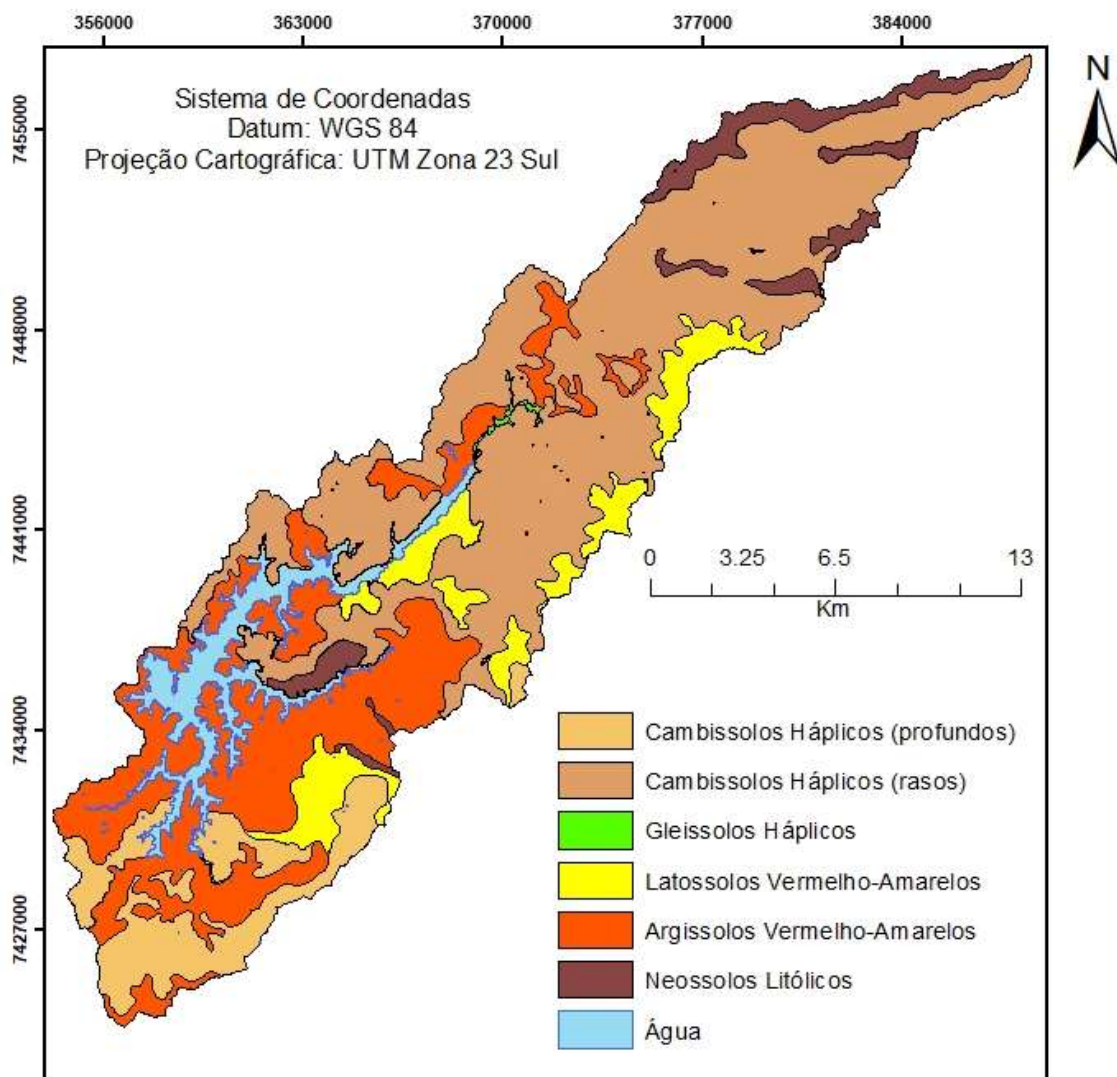 356000 363000 370000 377000 384000
N
Sistema de Coordenadas
Datum: WGS 84
Projeção Cartográfica: UTM Zona 23 Sul
7455000
7448000
7441000
7434000
7427000
0 3.25 6.5 13
Km
Cambissolos Háplicos (profundos)
Cambissolos Háplicos (rasos)
Gleissolos Háplicos
Latossolos Vermelho-Amarelos
Argissolos Vermelho-Amarelos
Neossolos Litólicos
Água